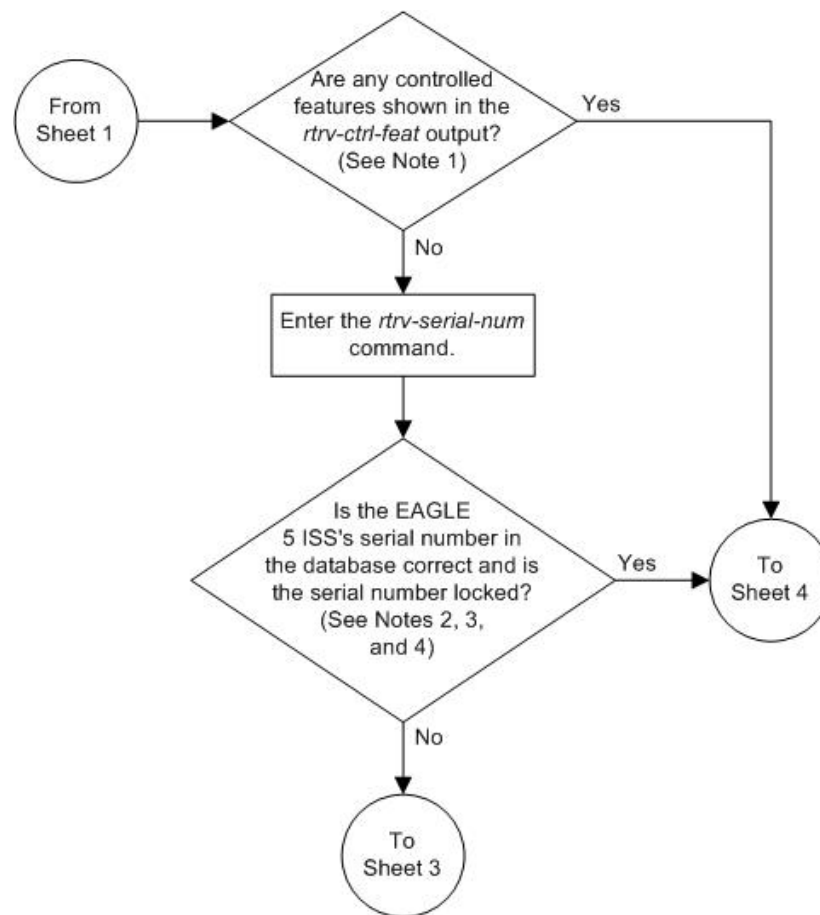 From
Sheet 1
Are any controlled
features shown in the
rtrv-ctrl-feat output?
(See Note 1)
Yes
No
Enter the rtrv-serial-num
command.
Is the EAGLE
5 ISS's serial number in
the database correct and is
the serial number locked?
(See Notes 2, 3,
and 4)
Yes
To
Sheet 4
No
To
Sheet 3